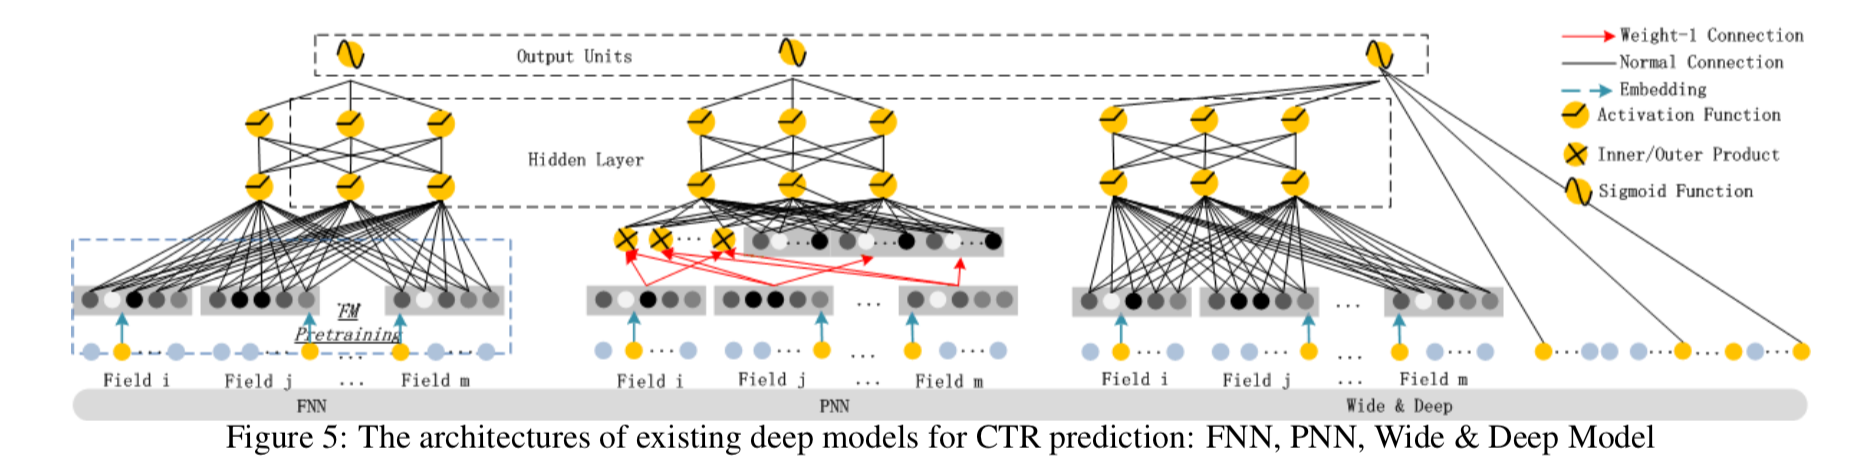 Output Units
Hidden Layer
Weight-1 Connection
Normal Connection
Embedding
Activation Function
Inner/Outer Product
Sigmoid Function
FM
Pretraining
...
Field i Field j ... Field m
Field i Field j ... Field m
Field i Field j ... Field m
FNN
PNN
Wide & Deep
Figure 5: The architectures of existing deep models for CTR prediction: FNN, PNN, Wide & Deep Model